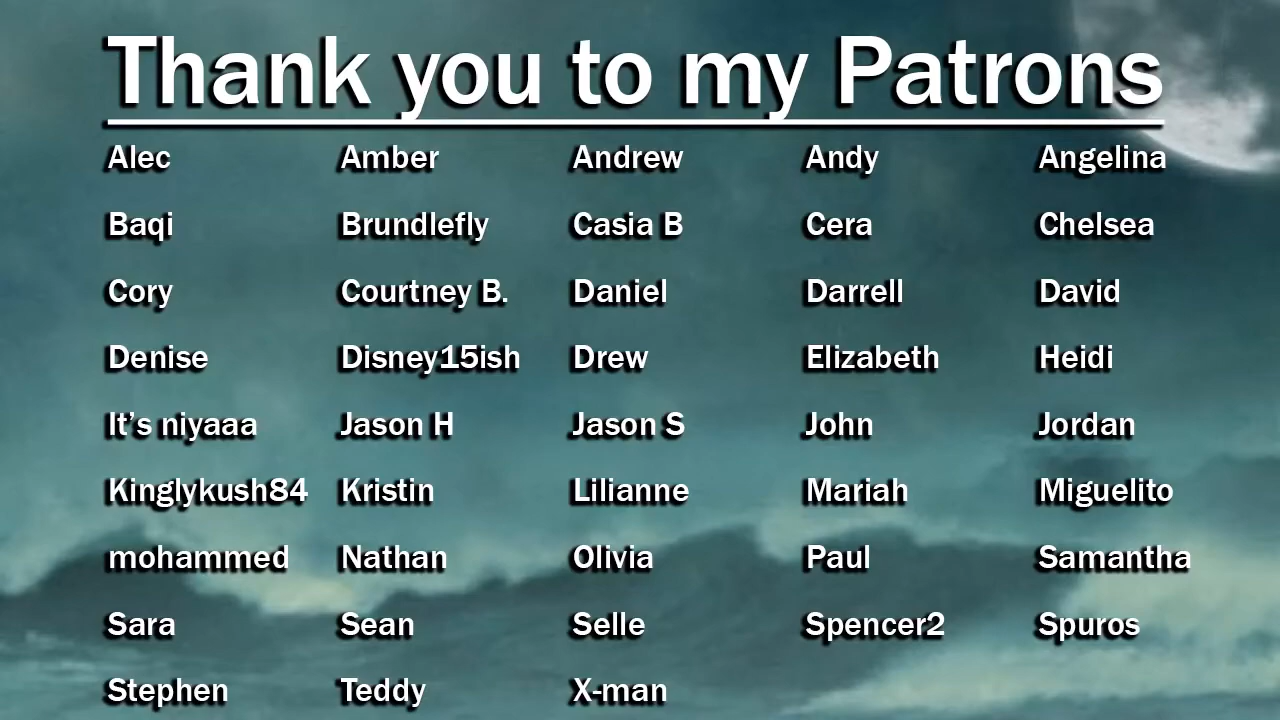 Thank you to my Patrons
Alec Amber Andrew Andy Angelina
Baqi Brundlefly Casia B Cera Chelsea
Cory Courtney B. Daniel Darrell David
Denise Disney15ish Drew Elizabeth Heidi
It’s niyaaa Jason H Jason S John Jordan
Kinglykush84 Kristin Lilianne Mariah Miguelito
mohammed Nathan Olivia Paul Samantha
Sara Sean Selle Spencer2 Spuros
Stephen Teddy X-man